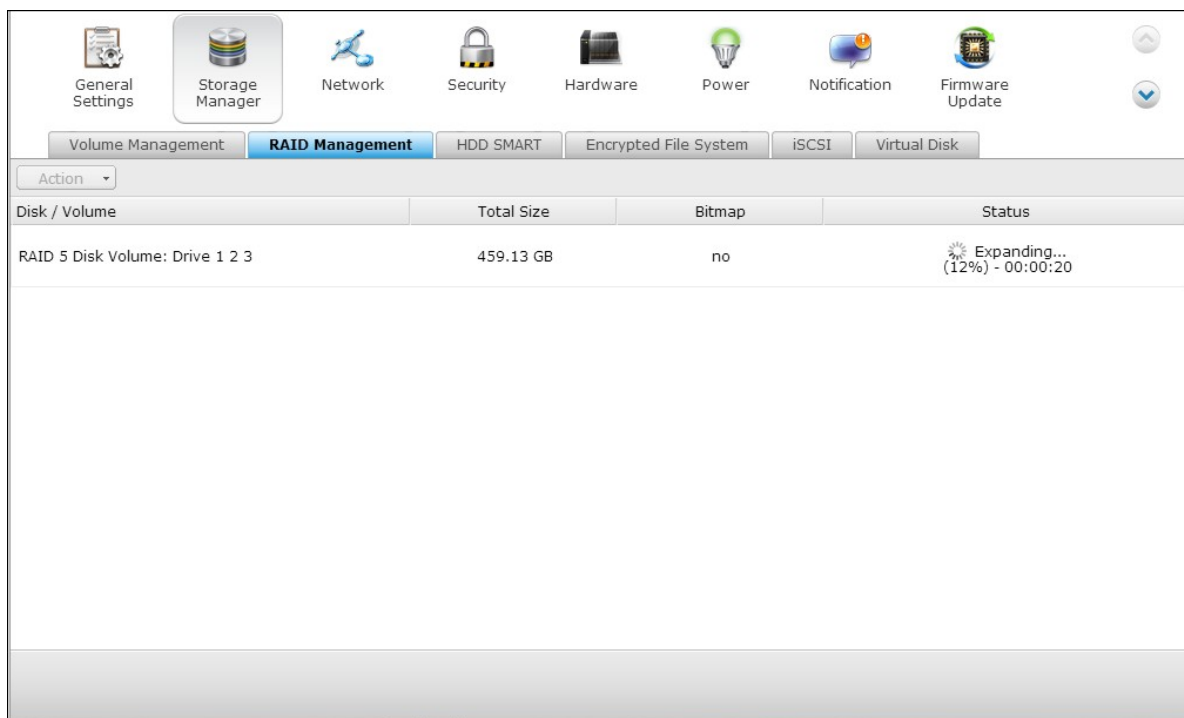 General Settings
Storage Manager
Network
Security
Hardware
Power
Notification
Firmware Update
Volume Management
RAID Management
HDD SMART
Encrypted File System
iSCSI
Virtual Disk
Action
Disk / Volume
Total Size
Bitmap
Status
RAID 5 Disk Volume: Drive 1 2 3
459.13 GB
no
Expanding...
(12%) - 00:00:20